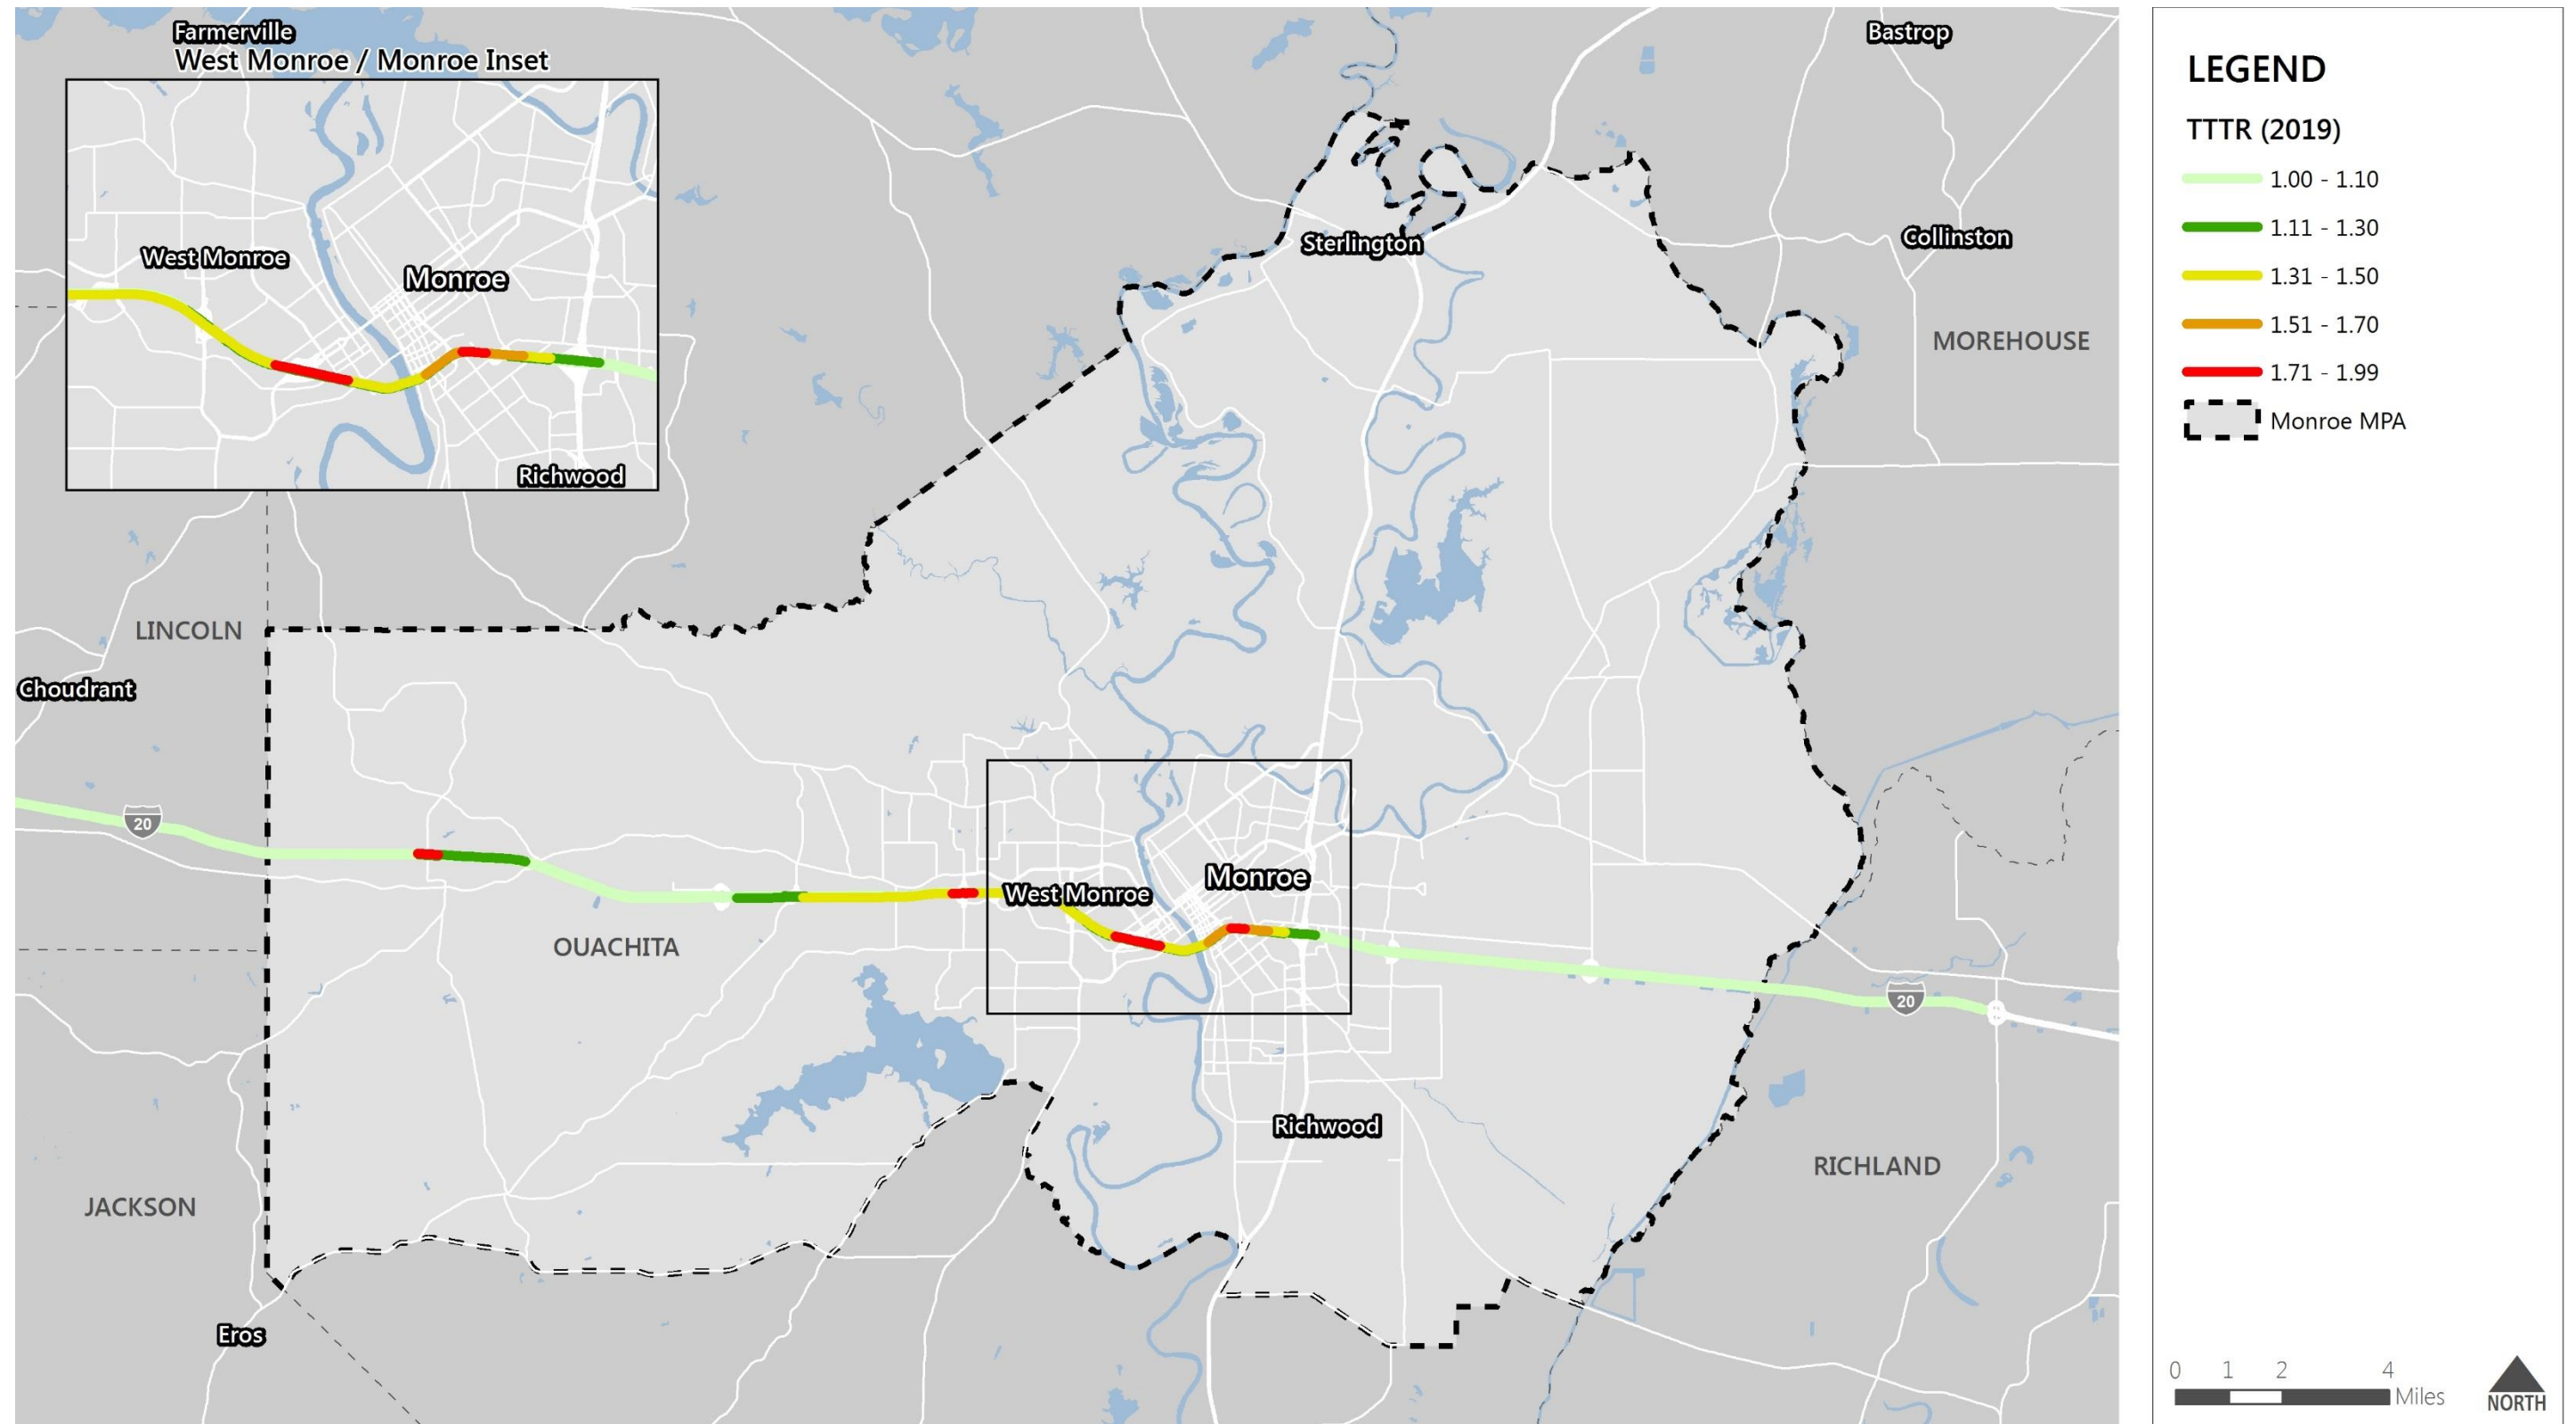 Farmerville
West Monroe / Monroe Inset
West Monroe
Monroe
Richwood
Bastrop
Sterlington
Collinston
MOREHOUSE
LINCOLN
Choudrant
20
West Monroe
Monroe
OUACHITA
20
Richwood
RICHLAND
JACKSON
Eros
LEGEND
TTTR (2019)
1.00 - 1.10
1.11 - 1.30
1.31 - 1.50
1.51 - 1.70
1.71 - 1.99
Monroe MPA
0 1 2 4
Miles
NORTH